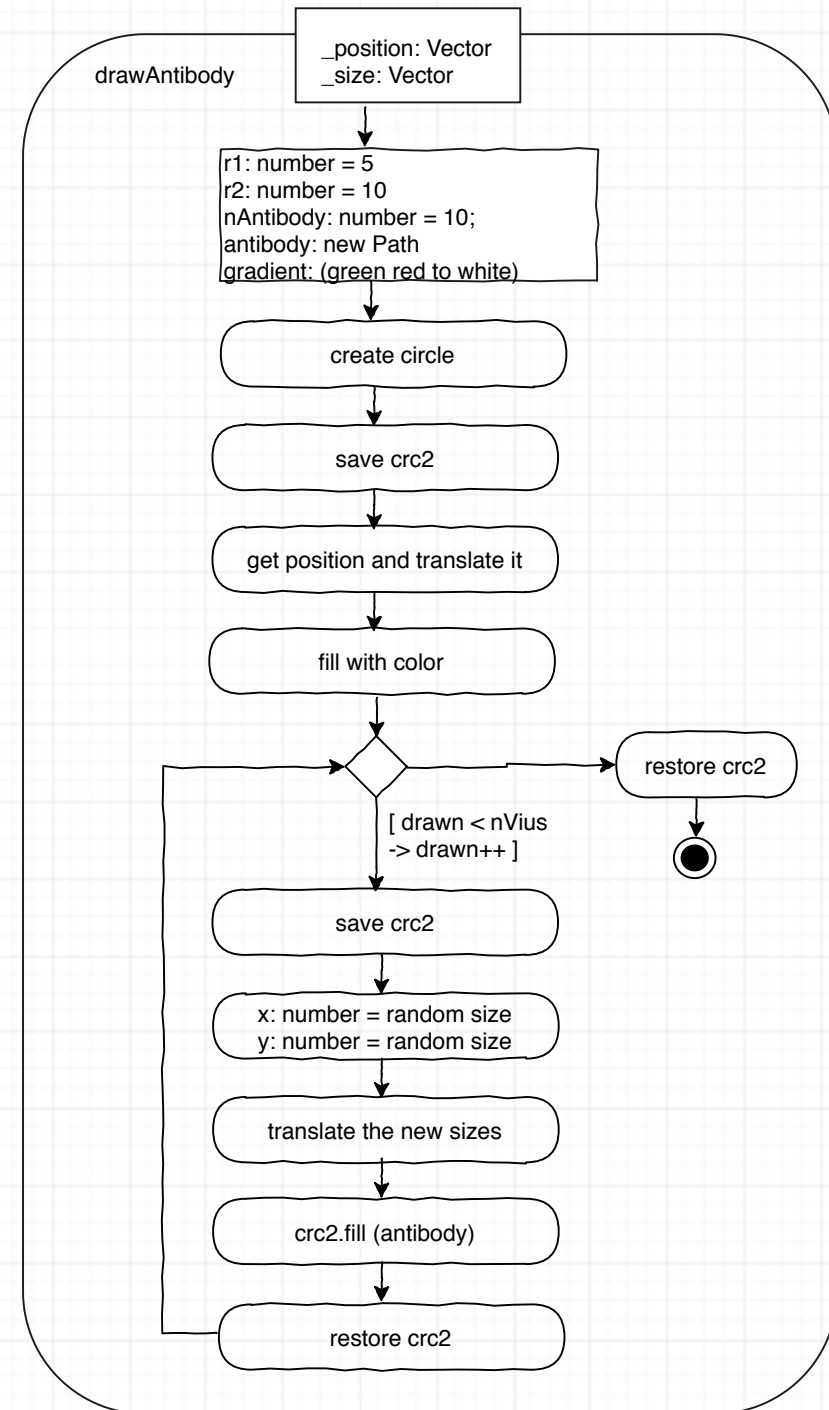 _position: Vector
_size: Vector
drawAntibody
r1: number = 5
r2: number = 10
nAntibody: number = 10;
antibody: new Path
gradient: (green red to white)
create circle
save crc2
get position and translate it
fill with color
restore crc2
[ drawn < nVius
-> drawn++ ]
save crc2
x: number = random size
y: number = random size
translate the new sizes
crc2.fill (antibody)
restore crc2